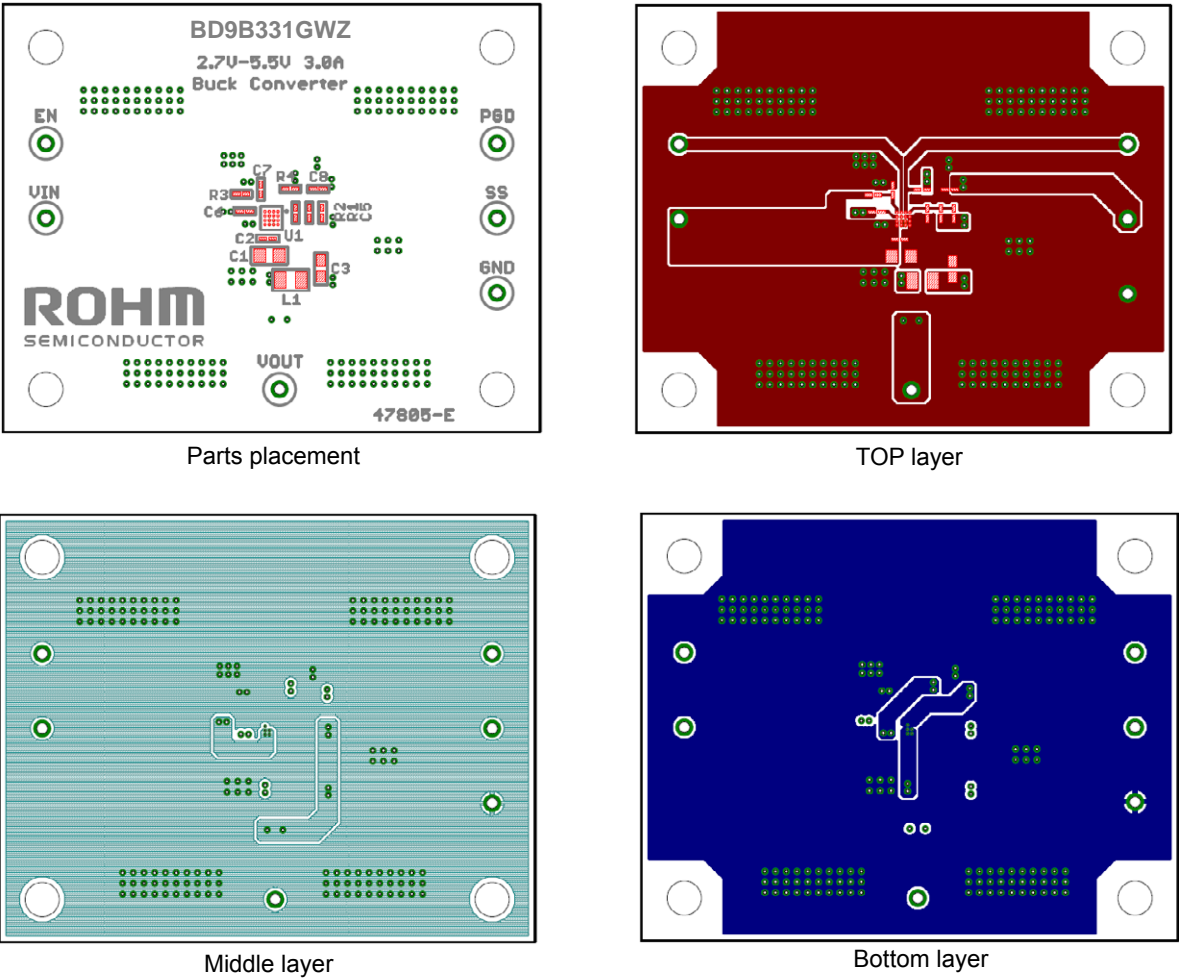 BD9B331GWZ
2.7V-5.5V 3.0A
Buck Converter
EN
PGD
C7
R4
C8
R3
VIN
SS
C6
R2
R1
C5
U1
C2
C1
C3
GND
L1
ROHM
SEMICONDUCTOR
VOUT
47805-E
Parts placement
TOP layer
Middle layer
Bottom layer